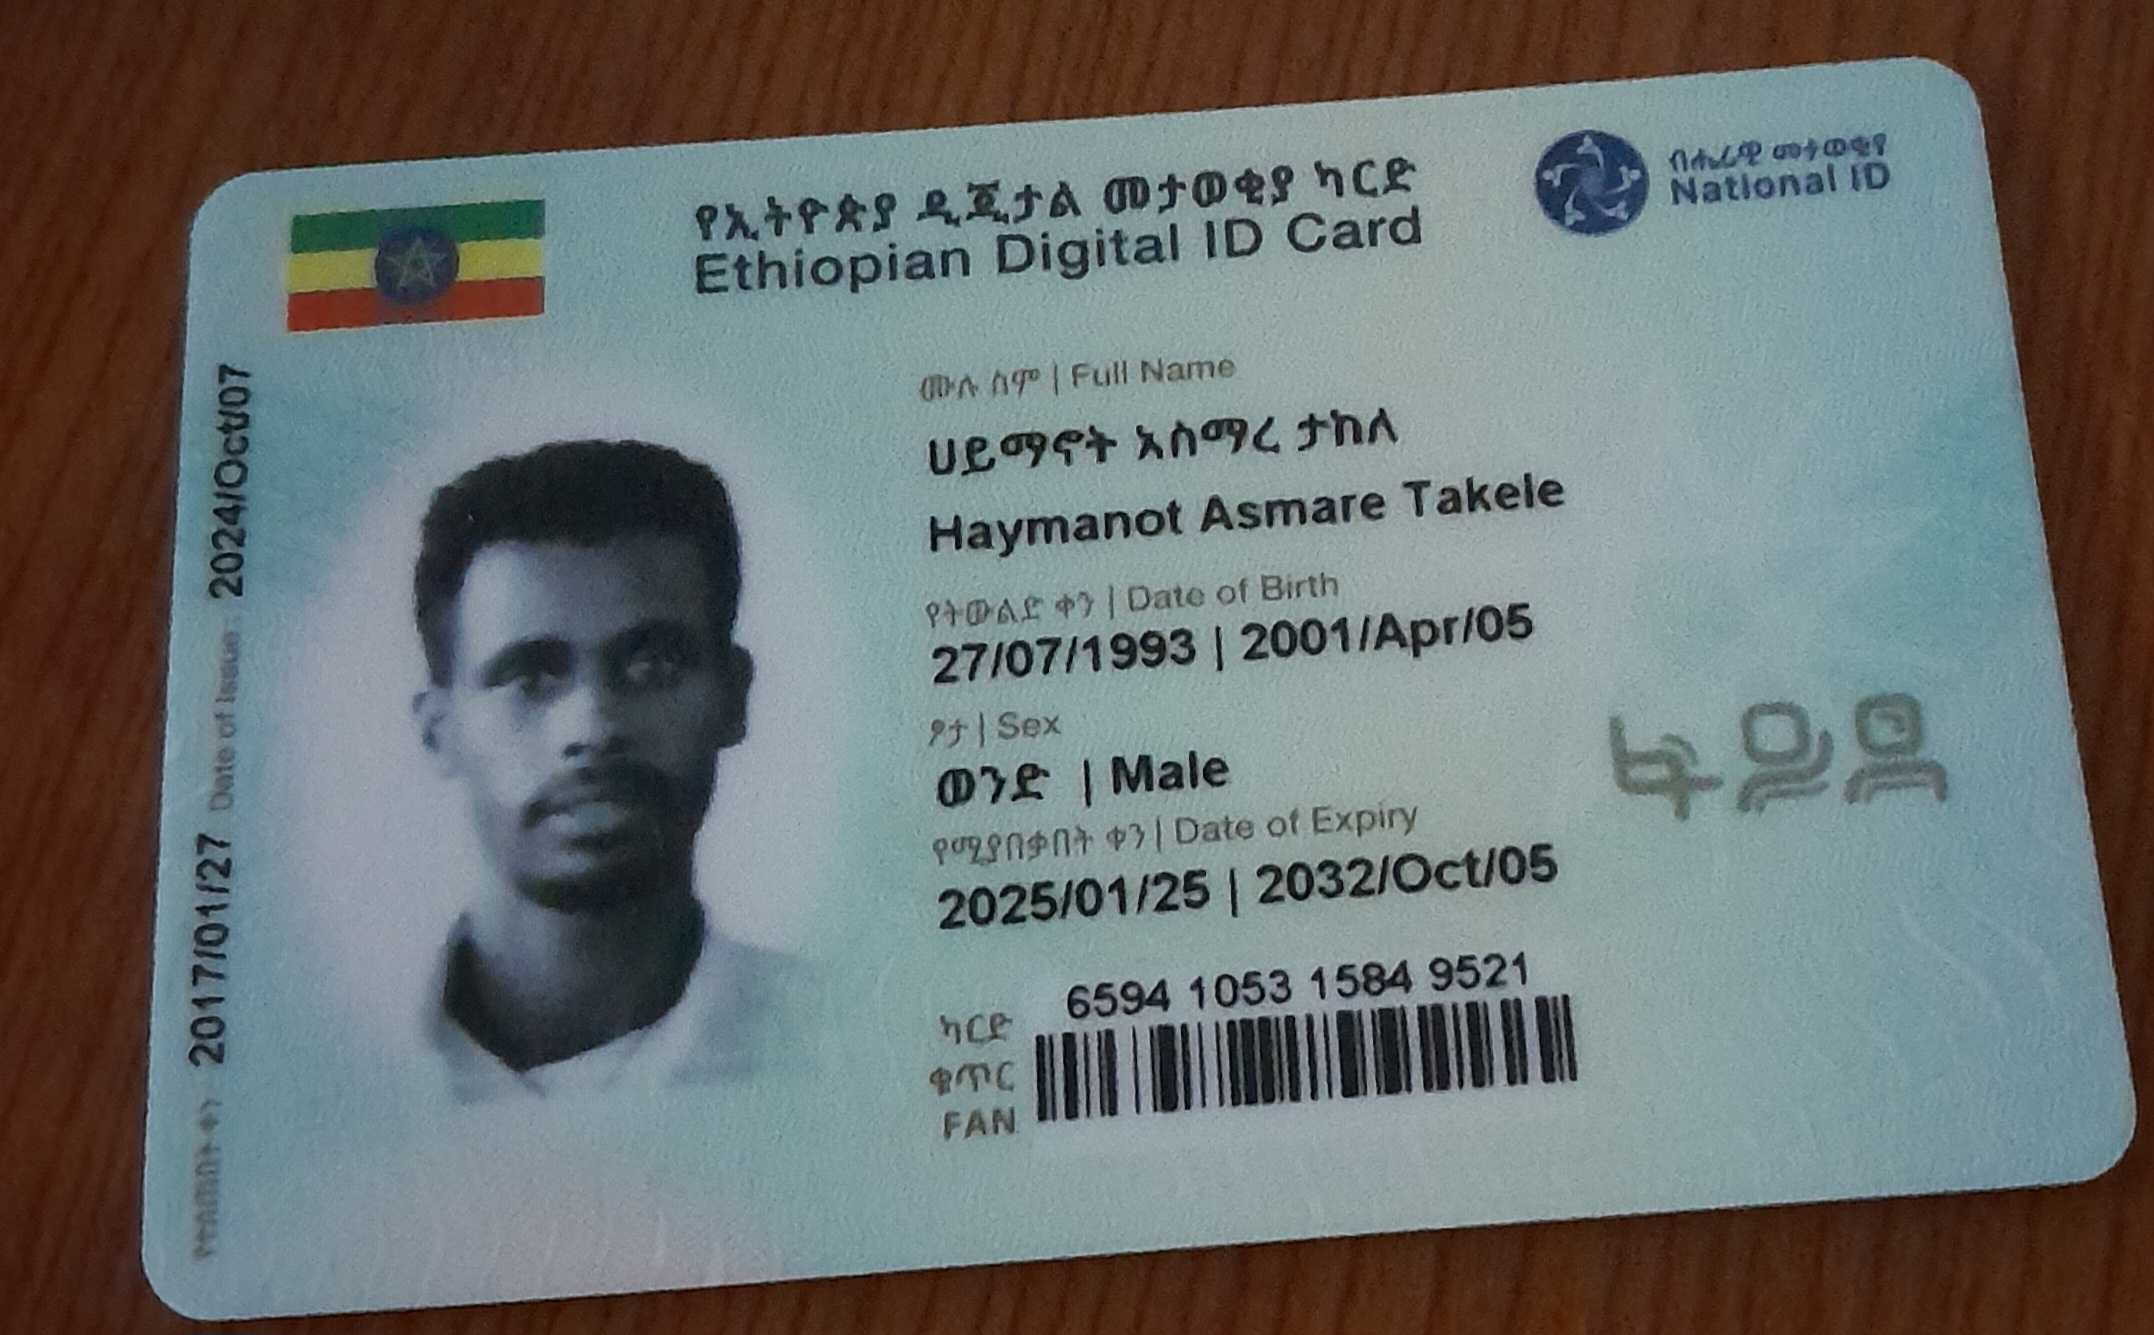 የኢትዮጵያ ዲጂታል መታወቂያ ካርድ
Ethiopian Digital ID Card
ብሔራዊ መታወቂያ
National ID
ሙሉ ስም | Full Name
ሀይማኖት አስማረ ታከለ
Haymanot Asmare Takele
የትውልድ ቀን | Date of Birth
27/07/1993 | 2001/Apr/05
ፆታ | Sex
ወንድ | Male
የሚያበቃበት ቀን | Date of Expiry
2025/01/25 | 2032/Oct/05
6594 1053 1584 9521
ካርድ
ቁጥር
FAN
ፋይዳ
የተሰጠበት ቀን 2017/01/27 Date of Issue: 2024/Oct/07